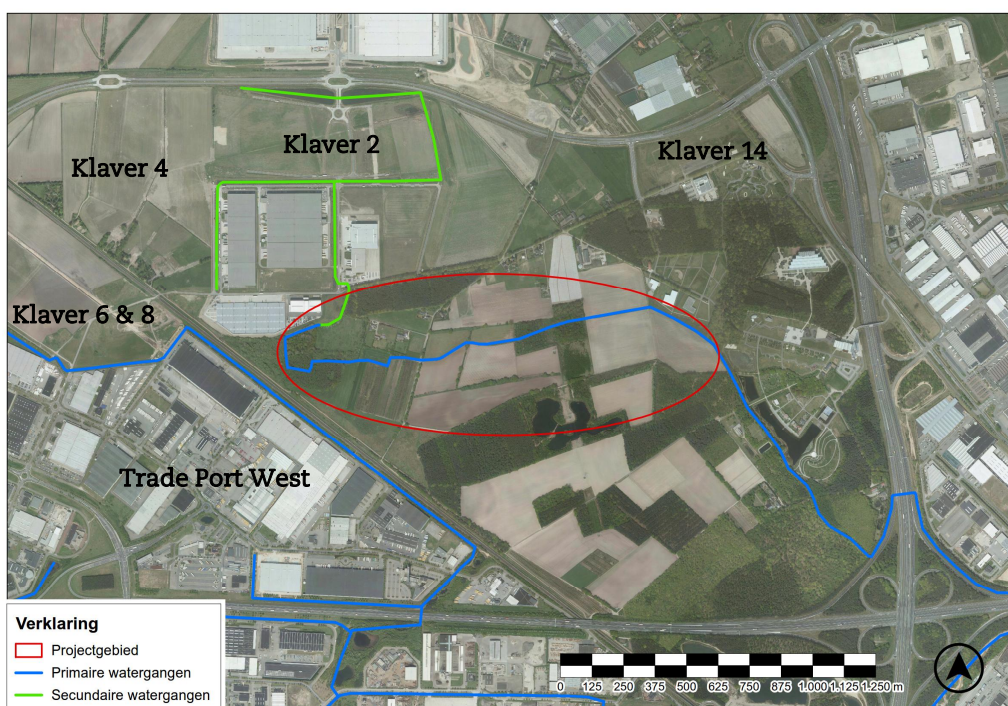 Klaver 2
Klaver 14
Klaver 4
Klaver 6 & 8
Trade Port West
Verklaring
Projectgebied
Primaire watergangen
Secundaire watergangen
0 125 250 375 500 625 750 875 1.000 1.125 1.250 m